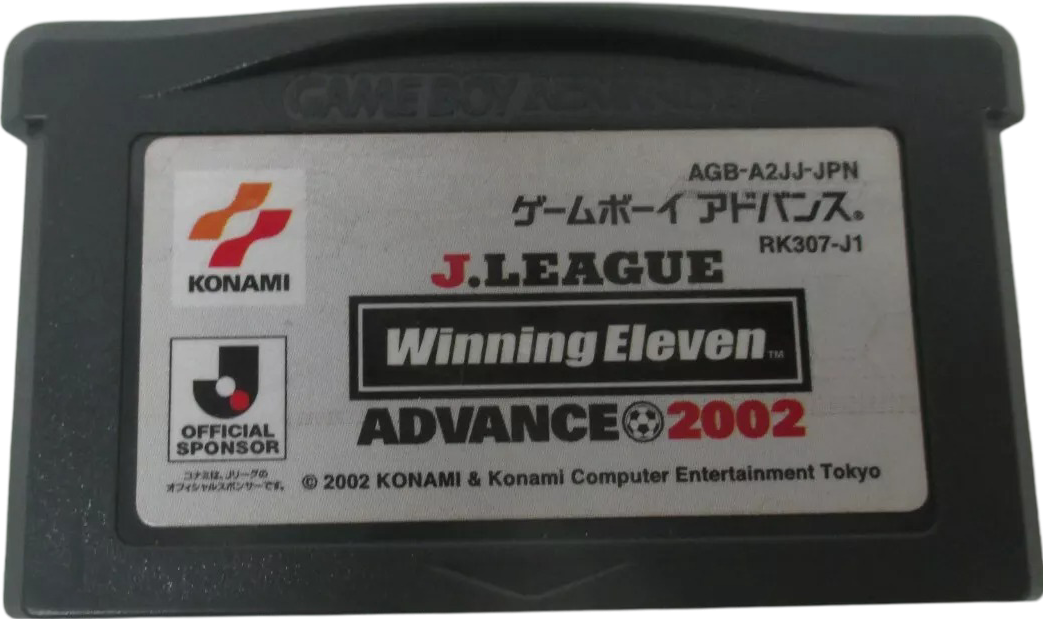 GAME BOY ADVANCE
AGB-A2JJ-JPN
ゲームボーイ アドバンス®
RK307-J1
KONAMI
J.LEAGUE
Winning Eleven™
ADVANCE 2002
J
OFFICIAL
SPONSOR
コナミは、Jリーグの
オフィシャルスポンサーです。
© 2002 KONAMI & Konami Computer Entertainment Tokyo